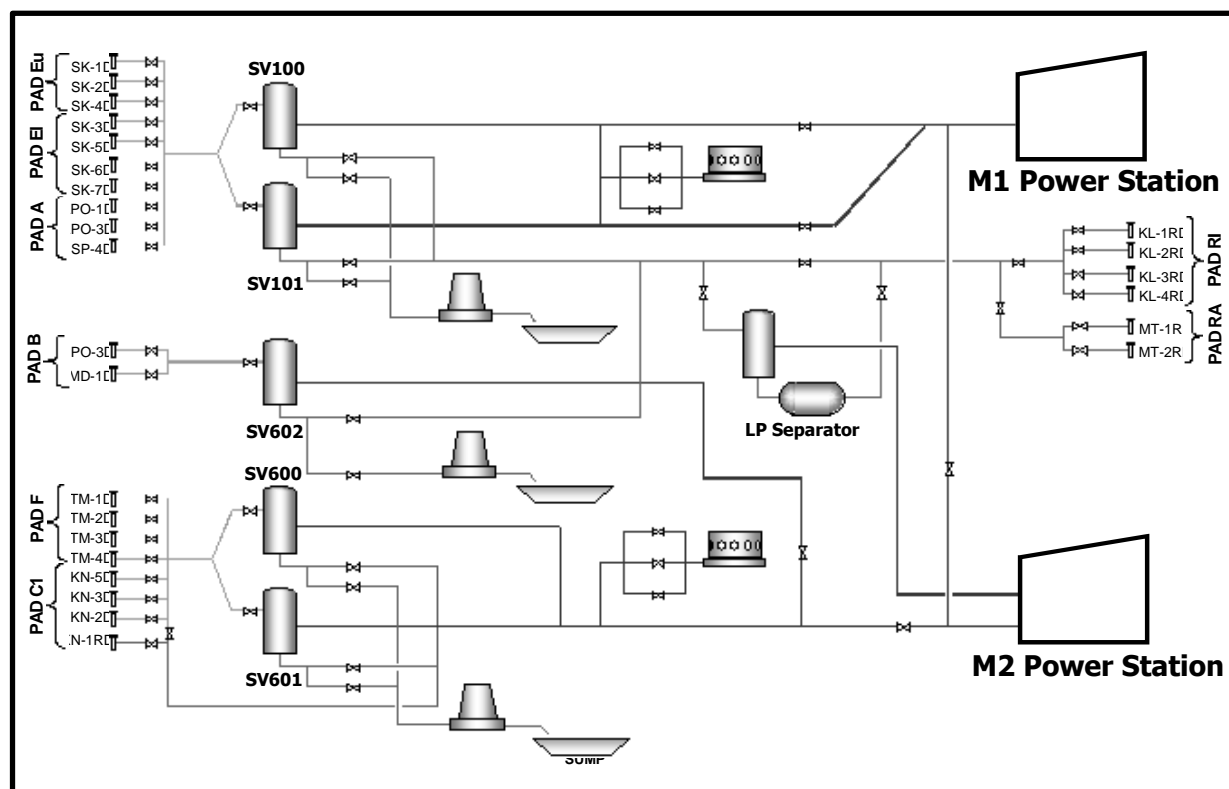 PAD Eu
SK-1D
SK-2D
SK-4D
PAD EI
SK-3D
SK-5D
SK-6D
SK-7D
PAD A
PO-1D
PO-3D
SP-4D
SV100
SV101
M1 Power Station
KL-1RD
KL-2RD
KL-3RD
KL-4RD
PAD RI
MT-1R
MT-2R
PAD RA
PAD B
PO-3D
MD-1D
SV602
LP Separator
PAD F
TM-1D
TM-2D
TM-3D
TM-4D
PAD C1
KN-5D
KN-3D
KN-2D
KN-1RD
SV600
SV601
M2 Power Station
SUMP